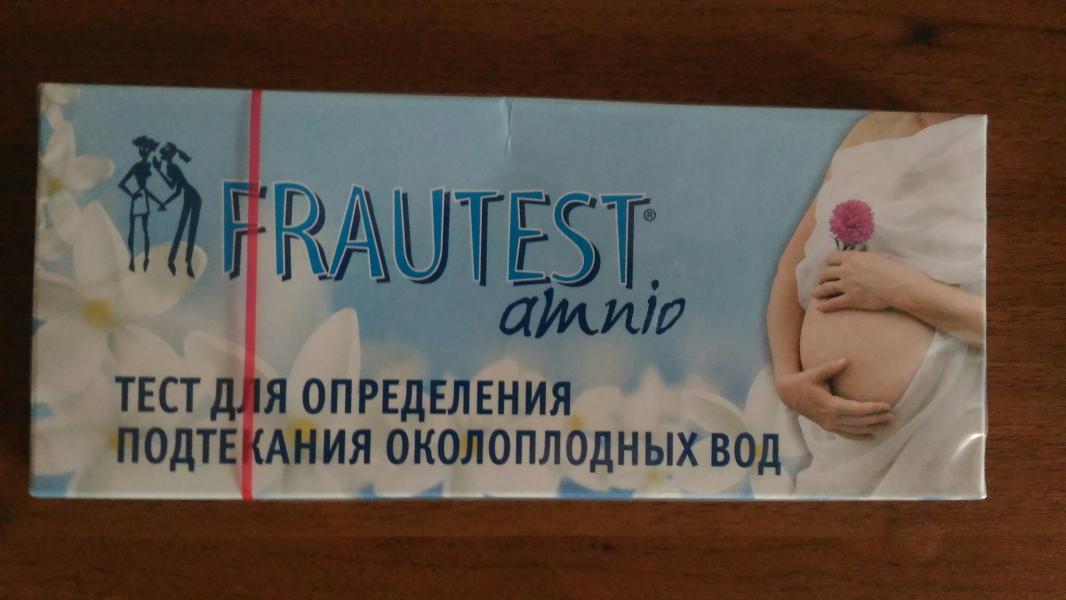 FRAUTEST®
amnio
ТЕСТ ДЛЯ ОПРЕДЕЛЕНИЯ
ПОДТЕКАНИЯ ОКОЛОПЛОДНЫХ ВОД